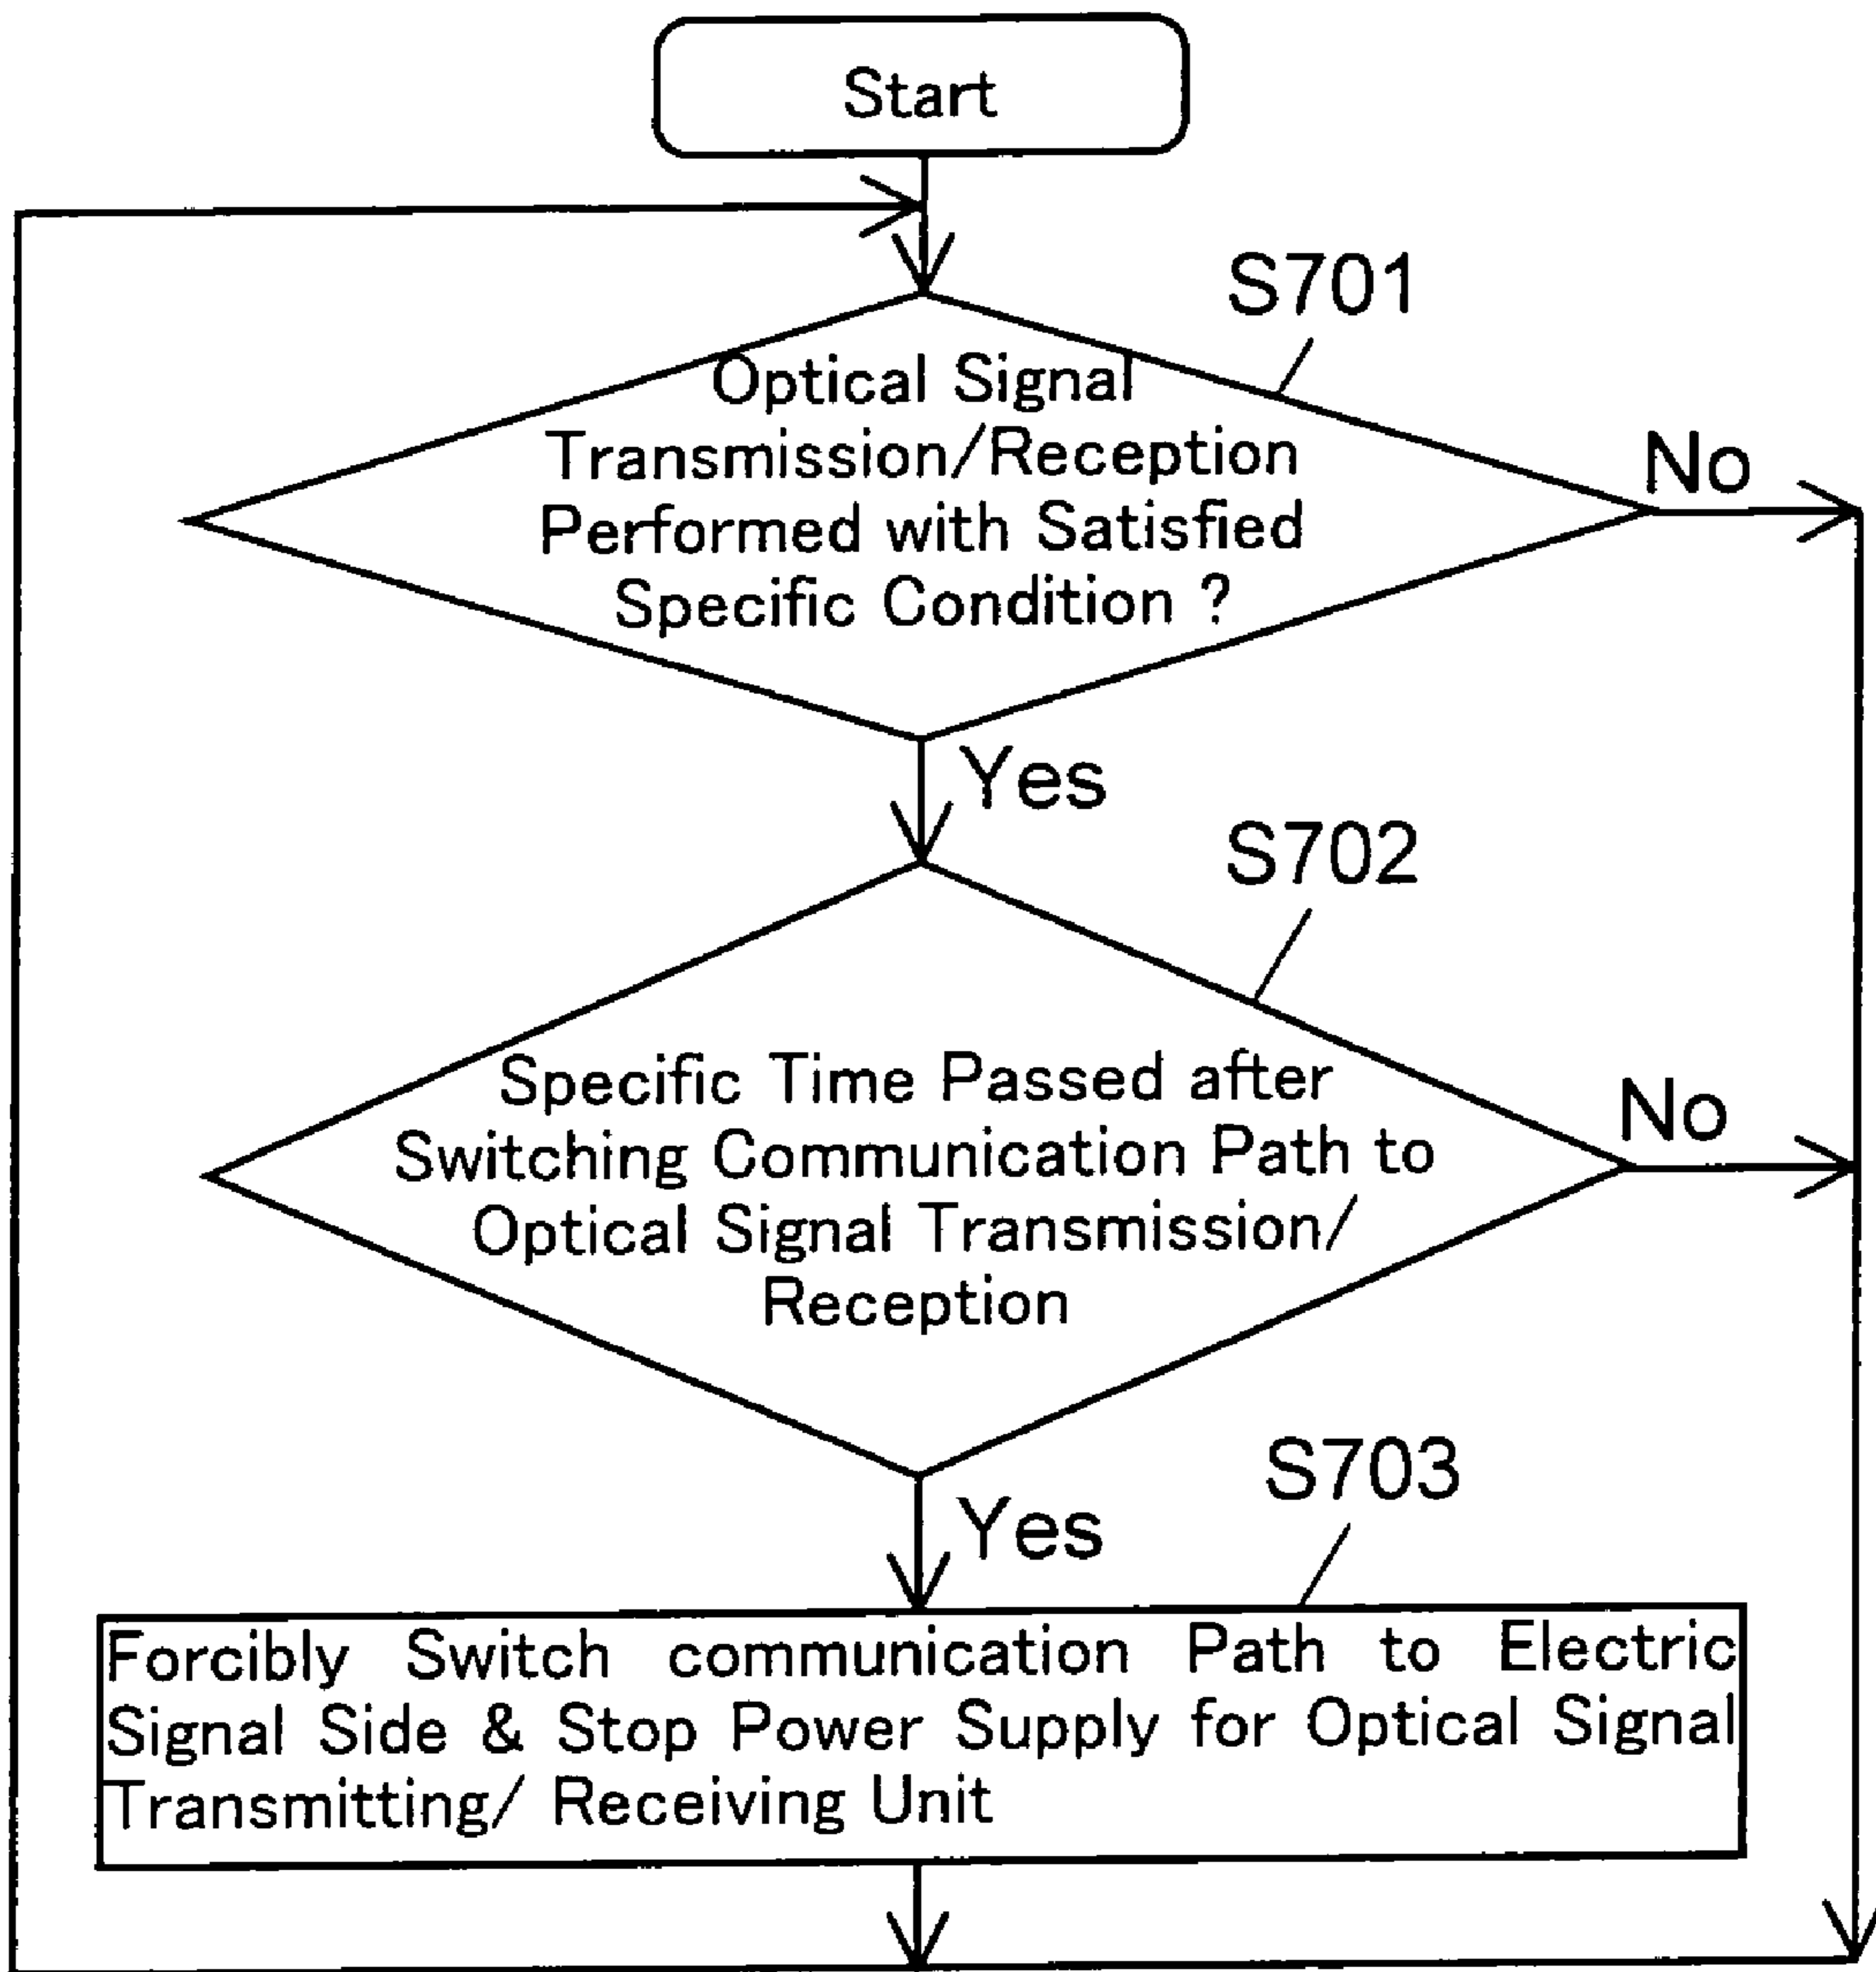 Start
S701
Optical Signal
Transmission/Reception
Performed with Satisfied
Specific Condition ?
No
Yes
S702
Specific Time Passed after
Switching Communication Path to
Optical Signal Transmission/
Reception
No
Yes
S703
Forcibly Switch communication Path to Electric
Signal Side & Stop Power Supply for Optical Signal
Transmitting/ Receiving Unit